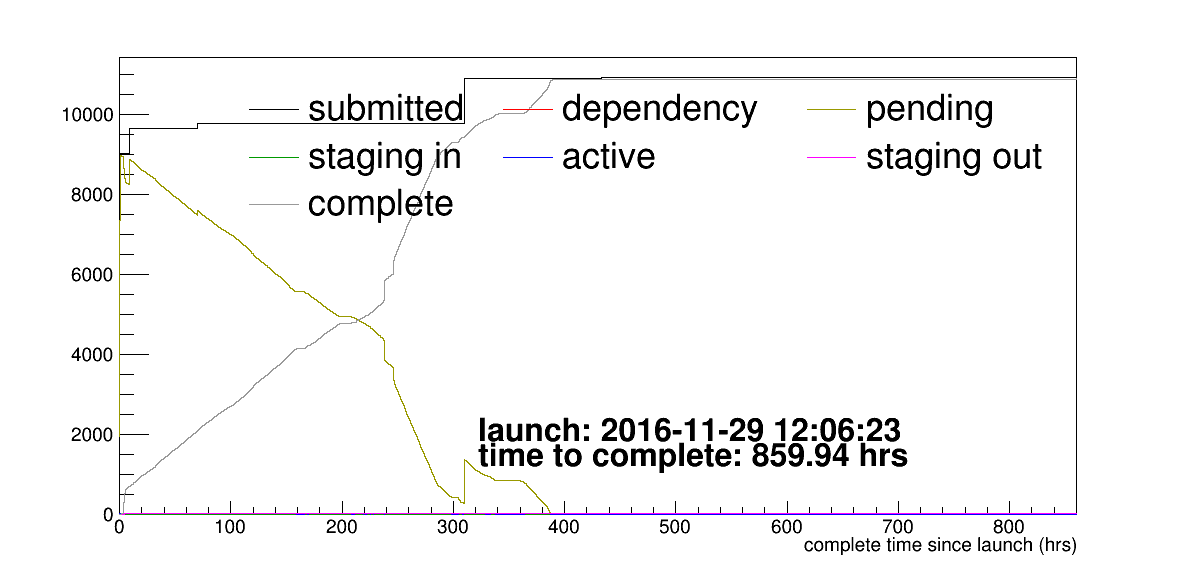 10000
8000
6000
4000
2000
0
submitted dependency pending
staging in active staging out
complete
launch: 2016-11-29 12:06:23
time to complete: 859.94 hrs
0 100 200 300 400 500 600 700 800
complete time since launch (hrs)